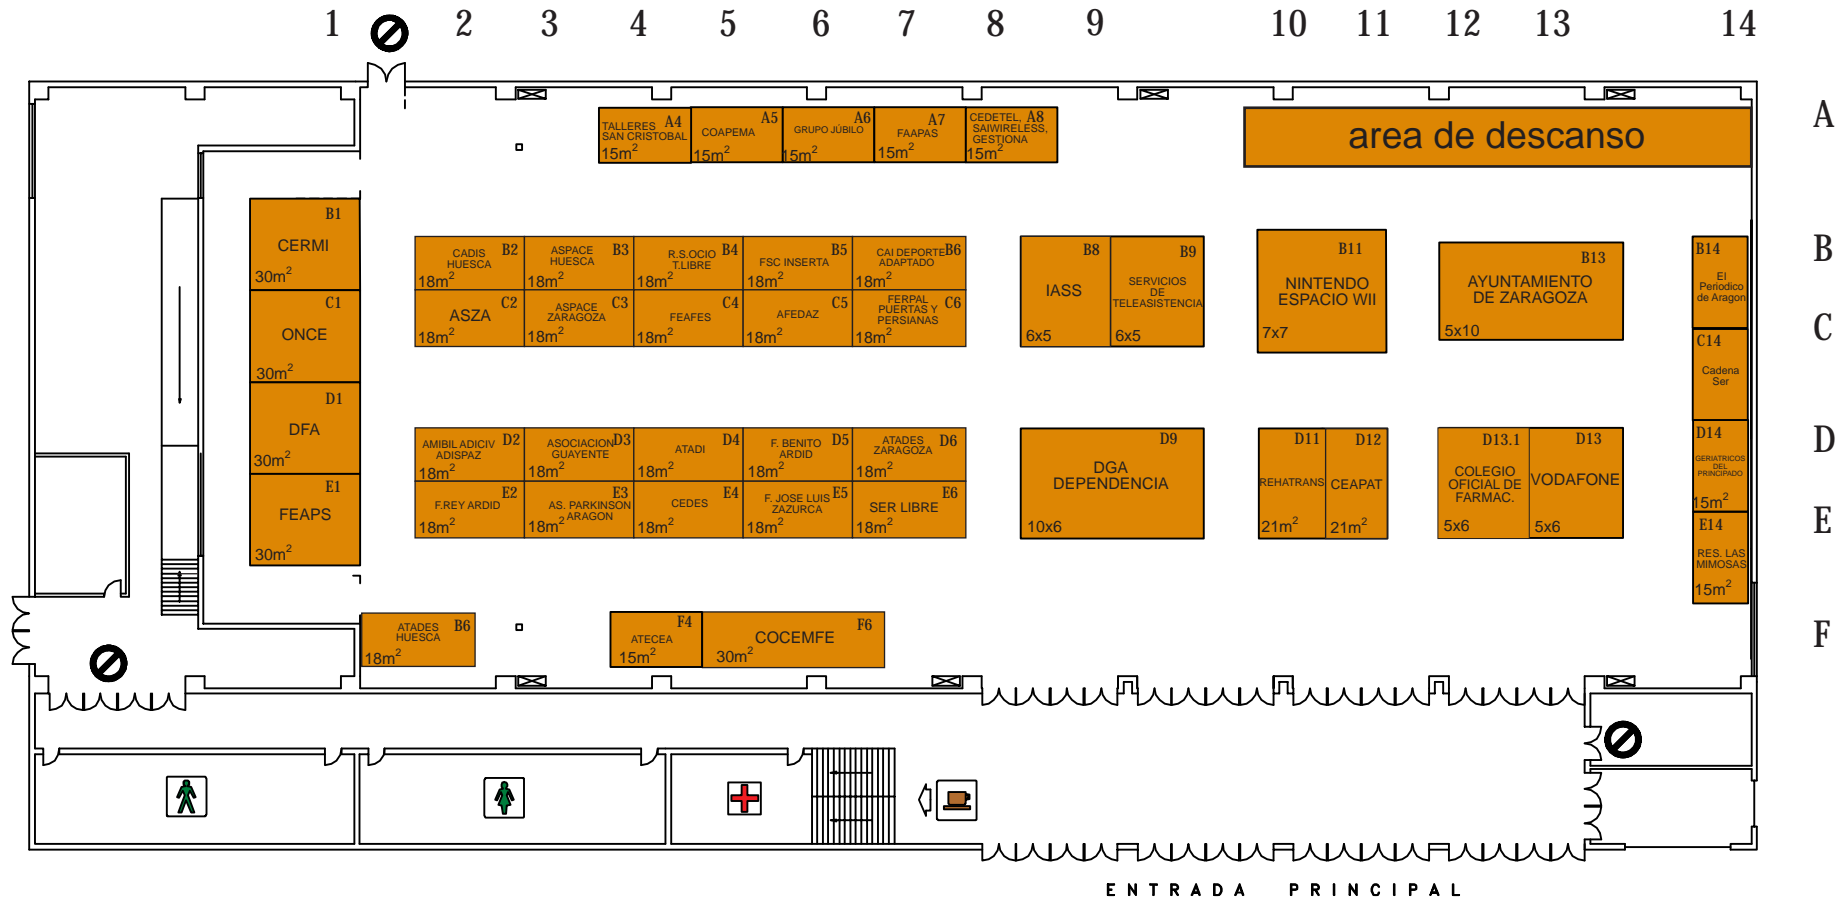 1 2 3 4 5 6 7 8 9 10 11 12 13 14
A
TALLERES A4
SAN CRISTOBAL
15m²
A5
COAPEMA
15m²
A6
GRUPO JÚBILO
15m²
A7
FAAPAS
15m²
CEDETEL, A8
SAIWIRELESS,
GESTIONA
15m²
area de descanso
B
B1
CERMI
30m²
C1
ONCE
30m²
D1
DFA
30m²
E1
FEAPS
30m²
CADIS B2
HUESCA
18m²
ASPACE B3
HUESCA
18m²
R.S.OCIO B4
T.LIBRE
18m²
B5
FSC INSERTA
18m²
CAI DEPORTE B6
ADAPTADO
18m²
C2
ASZA
18m²
ASPACE C3
ZARAGOZA
18m²
C4
FEAFES
18m²
C5
AFEDAZ
18m²
FERPAL
PUERTAS Y C6
PERSIANAS
18m²
B8
IASS
6x5
B9
SERVICIOS
DE
TELEASISTENCIA
6x5
B11
NINTENDO
ESPACIO WII
7x7
B13
AYUNTAMIENTO
DE ZARAGOZA
5x10
B14
El
Periodico
de Aragon
C
C14
Cadena
Ser
D
AMIBIL ADICIV D2
ADISPAZ
18m²
ASOCIACION D3
GUAYENTE
18m²
D4
ATADI
18m²
F. BENITO D5
ARDID
18m²
ATADES D6
ZARAGOZA
18m²
E2
F.REY ARDID
18m²
E3
AS. PARKINSON
ARAGON
18m²
E4
CEDES
18m²
F. JOSE LUIS E5
ZAZURCA
18m²
E6
SER LIBRE
18m²
D9
DGA
DEPENDENCIA
10x6
D11
REHATRANS
21m²
D12
CEAPAT
21m²
D13.1
COLEGIO
OFICIAL DE
FARMAC.
5x6
D13
VODAFONE
5x6
D14
GERIATRICOS
DEL
PRINCIPADO
15m²
E
E14
RES. LAS
MIMOSAS
15m²
F
ATADES B6
HUESCA
18m²
F4
ATECEA
15m²
F6
COCEMFE
30m²
ENTRADA PRINCIPAL